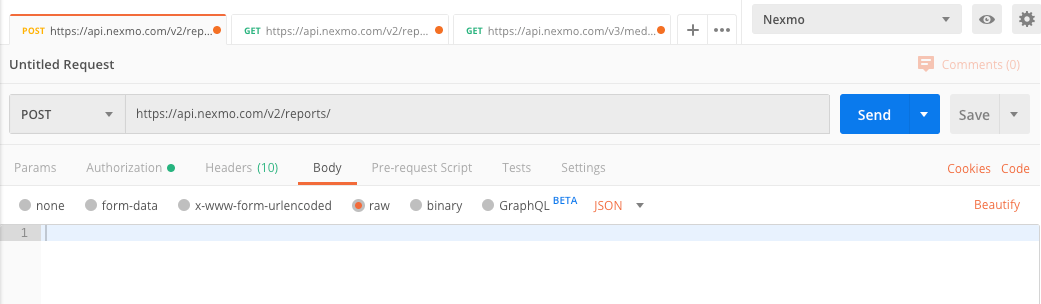 POST https://api.nexmo.com/v2/rep... GET https://api.nexmo.com/v2/rep... GET https://api.nexmo.com/v3/med... + ••• Nexmo
Untitled Request Comments (0)
POST https://api.nexmo.com/v2/reports/ Send Save
Params Authorization Headers (10) Body Pre-request Script Tests Settings Cookies Code
none form-data x-www-form-urlencoded raw binary GraphQL BETA JSON Beautify
1